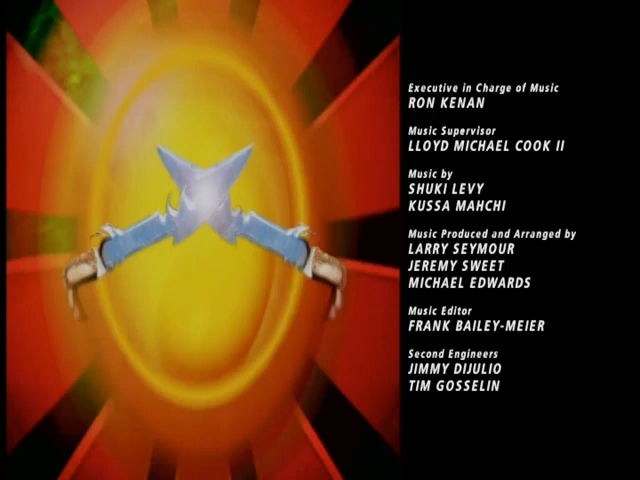 Executive in Charge of Music
RON KENAN
Music Supervisor
LLOYD MICHAEL COOK II
Music by
SHUKI LEVY
KUSSA MAHCHI
Music Produced and Arranged by
LARRY SEYMOUR
JEREMY SWEET
MICHAEL EDWARDS
Music Editor
FRANK BAILEY-MEIER
Second Engineers
JIMMY DIJULIO
TIM GOSSELIN